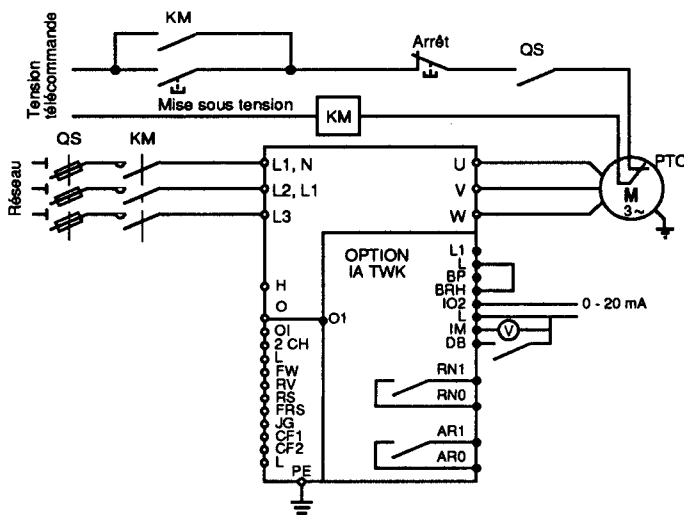 KM
Arrêt
QS
Tension
télécommande
Mise sous tension
KM
PTC
QS
KM
Réseau
L1, N
L2, L1
L3
U
V
W
M
3~
OPTION
IA TWK
L1
L
BP
BRH
IO2
0 - 20 mA
L
IM
V
DB
H
O
O1
OI
2 CH
L
FW
RV
RS
FRS
JG
CF1
CF2
L
PE
RN1
RN0
AR1
AR0